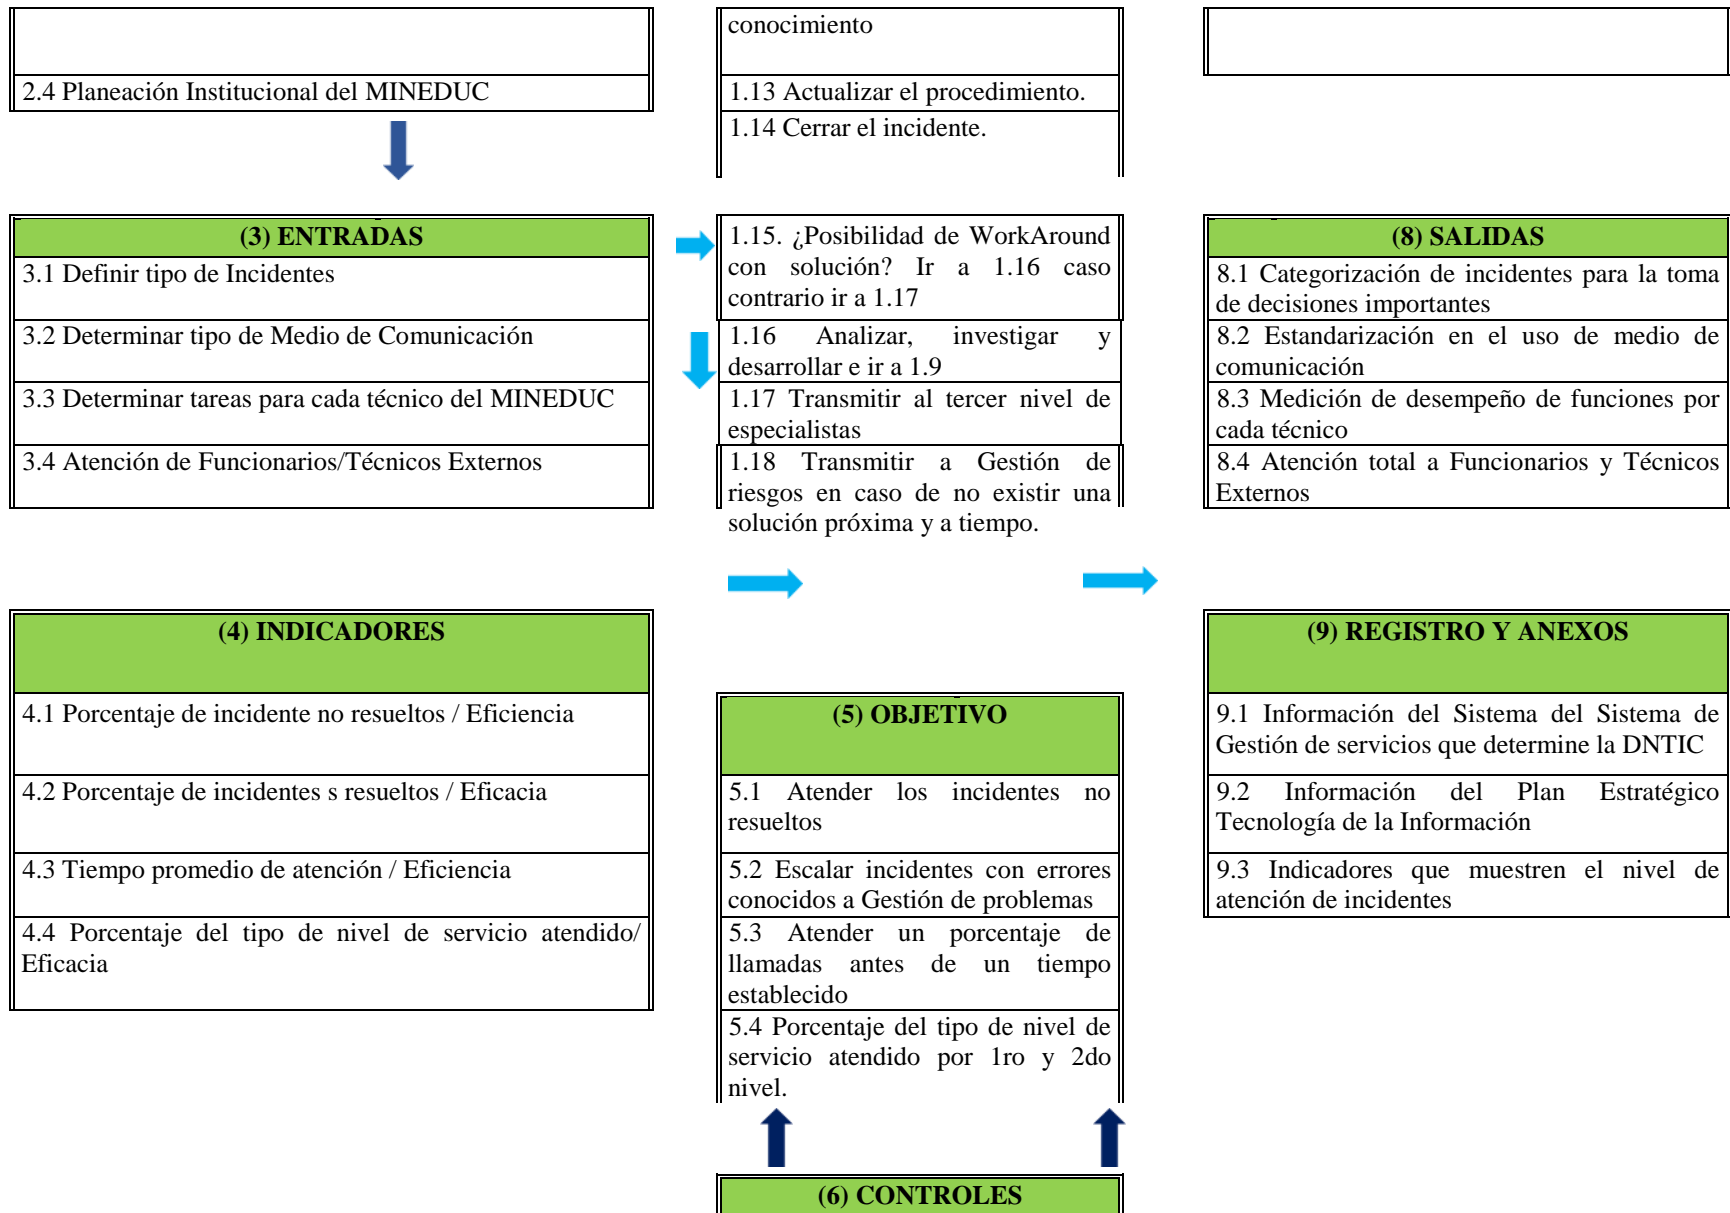 2.4 Planeación Institucional del MINEDUC
conocimiento
1.13 Actualizar el procedimiento.
1.14 Cerrar el incidente.
(3) ENTRADAS
3.1 Definir tipo de Incidentes
3.2 Determinar tipo de Medio de Comunicación
3.3 Determinar tareas para cada técnico del MINEDUC
3.4 Atención de Funcionarios/Técnicos Externos
1.15. ¿Posibilidad de WorkAround
con solución? Ir a 1.16 caso
contrario ir a 1.17
1.16 Analizar, investigar y
desarrollar e ir a 1.9
1.17 Transmitir al tercer nivel de
especialistas
1.18 Transmitir a Gestión de
riesgos en caso de no existir una
solución próxima y a tiempo.
(8) SALIDAS
8.1 Categorización de incidentes para la toma
de decisiones importantes
8.2 Estandarización en el uso de medio de
comunicación
8.3 Medición de desempeño de funciones por
cada técnico
8.4 Atención total a Funcionarios y Técnicos
Externos
(4) INDICADORES
4.1 Porcentaje de incidente no resueltos / Eficiencia
4.2 Porcentaje de incidentes s resueltos / Eficacia
4.3 Tiempo promedio de atención / Eficiencia
4.4 Porcentaje del tipo de nivel de servicio atendido/
Eficacia
(5) OBJETIVO
5.1 Atender los incidentes no
resueltos
5.2 Escalar incidentes con errores
conocidos a Gestión de problemas
5.3 Atender un porcentaje de
llamadas antes de un tiempo
establecido
5.4 Porcentaje del tipo de nivel de
servicio atendido por 1ro y 2do
nivel.
(9) REGISTRO Y ANEXOS
9.1 Información del Sistema del Sistema de
Gestión de servicios que determine la DNTIC
9.2 Información del Plan Estratégico
Tecnología de la Información
9.3 Indicadores que muestren el nivel de
atención de incidentes
(6) CONTROLES